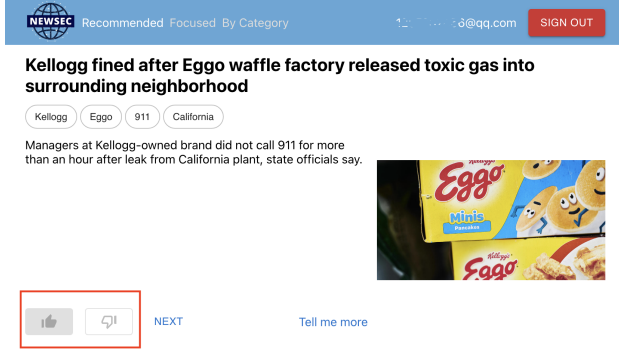 NEWSEC
Recommended Focused By Category
@qq.com
SIGN OUT
Kellogg fined after Eggo waffle factory released toxic gas into
surrounding neighborhood
Kellogg Eggo 911 California
Managers at Kellogg-owned brand did not call 911 for more
than an hour after leak from California plant, state officials say.
Kellogg's
Eggo
Minis
Pancakes
Kellogg's
Eggo
NEXT
Tell me more